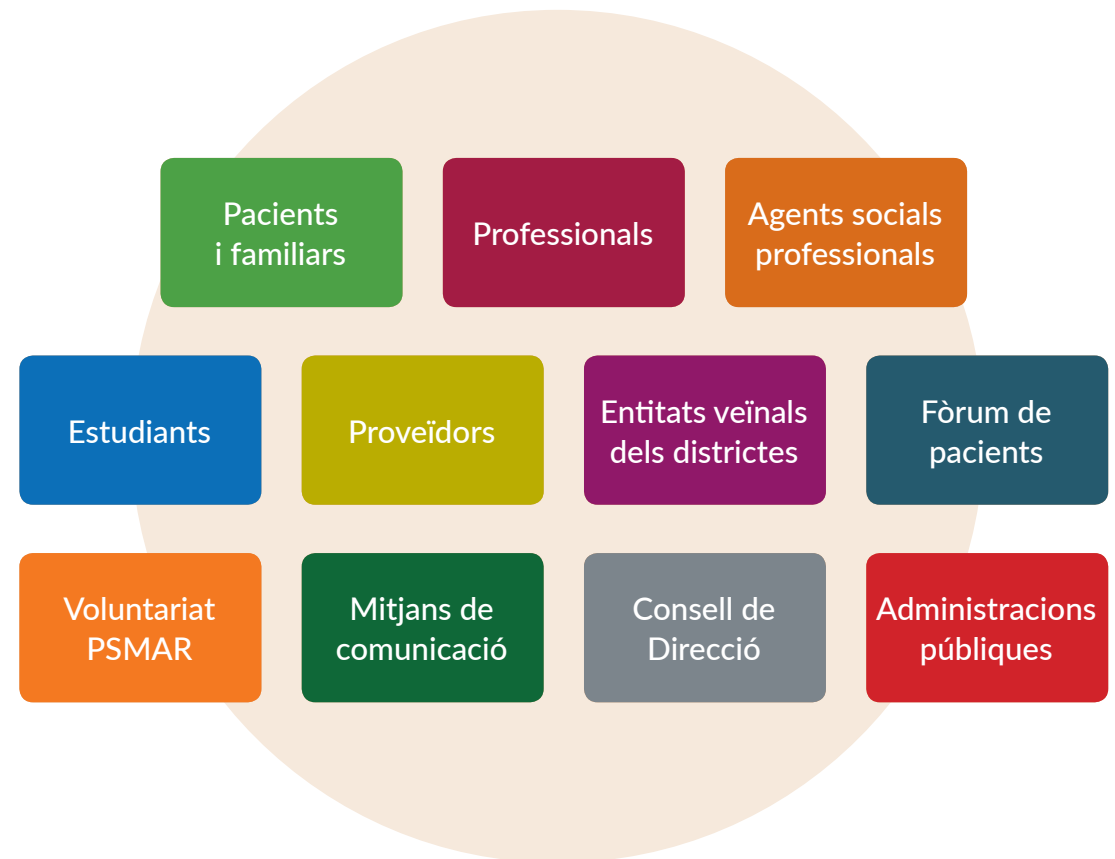 Pacients
i familiars
Professionals
Agents socials
professionals
Estudiants
Proveïdors
Entitats veïnals
dels districtes
Fòrum de
pacients
Voluntariat
PSMAR
Mitjans de
comunicació
Consell de
Direcció
Administracions
públiques